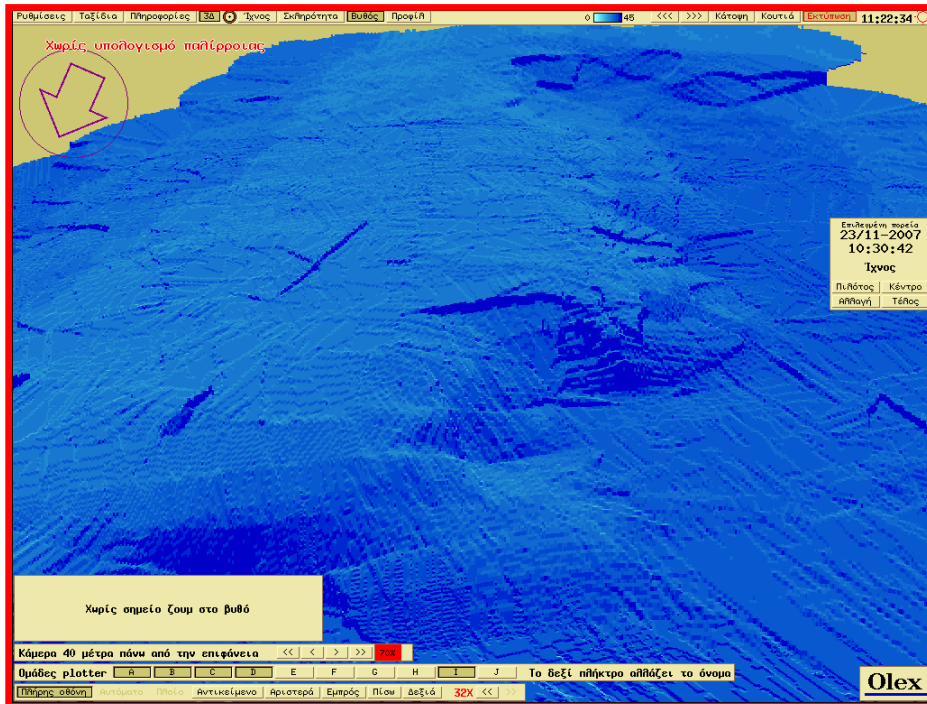 Ρυθμίσεις Ταξίδια Πληροφορίες 3Δ Ίχνος Σκληρότητα Βυθός Προφίλ 0 45 <<< >>> Κάτοψη Κουτιά Εκτύπωση 11:22:34
Χωρίς υπολογισμό παλίρροιας
Επιλεγμένη πορεία
23/11-2007
10:30:42
Ίχνος
Πιλότος Κέντρο
Αλλαγή Τέλος
Χωρίς σημείο ζουμ στο βυθό
Κάμερα 40 μέτρα πάνω από την επιφάνεια << < > >> 70%
Ομάδες plotter A B C D E F G H I J Το δεξί πλήκτρο αλλάζει το όνομα
Πλήρης οθόνη Αυτόματο Πλοίο Αντικείμενο Αριστερά Εμπρός Πίσω Δεξιά 32X << >>
Olex